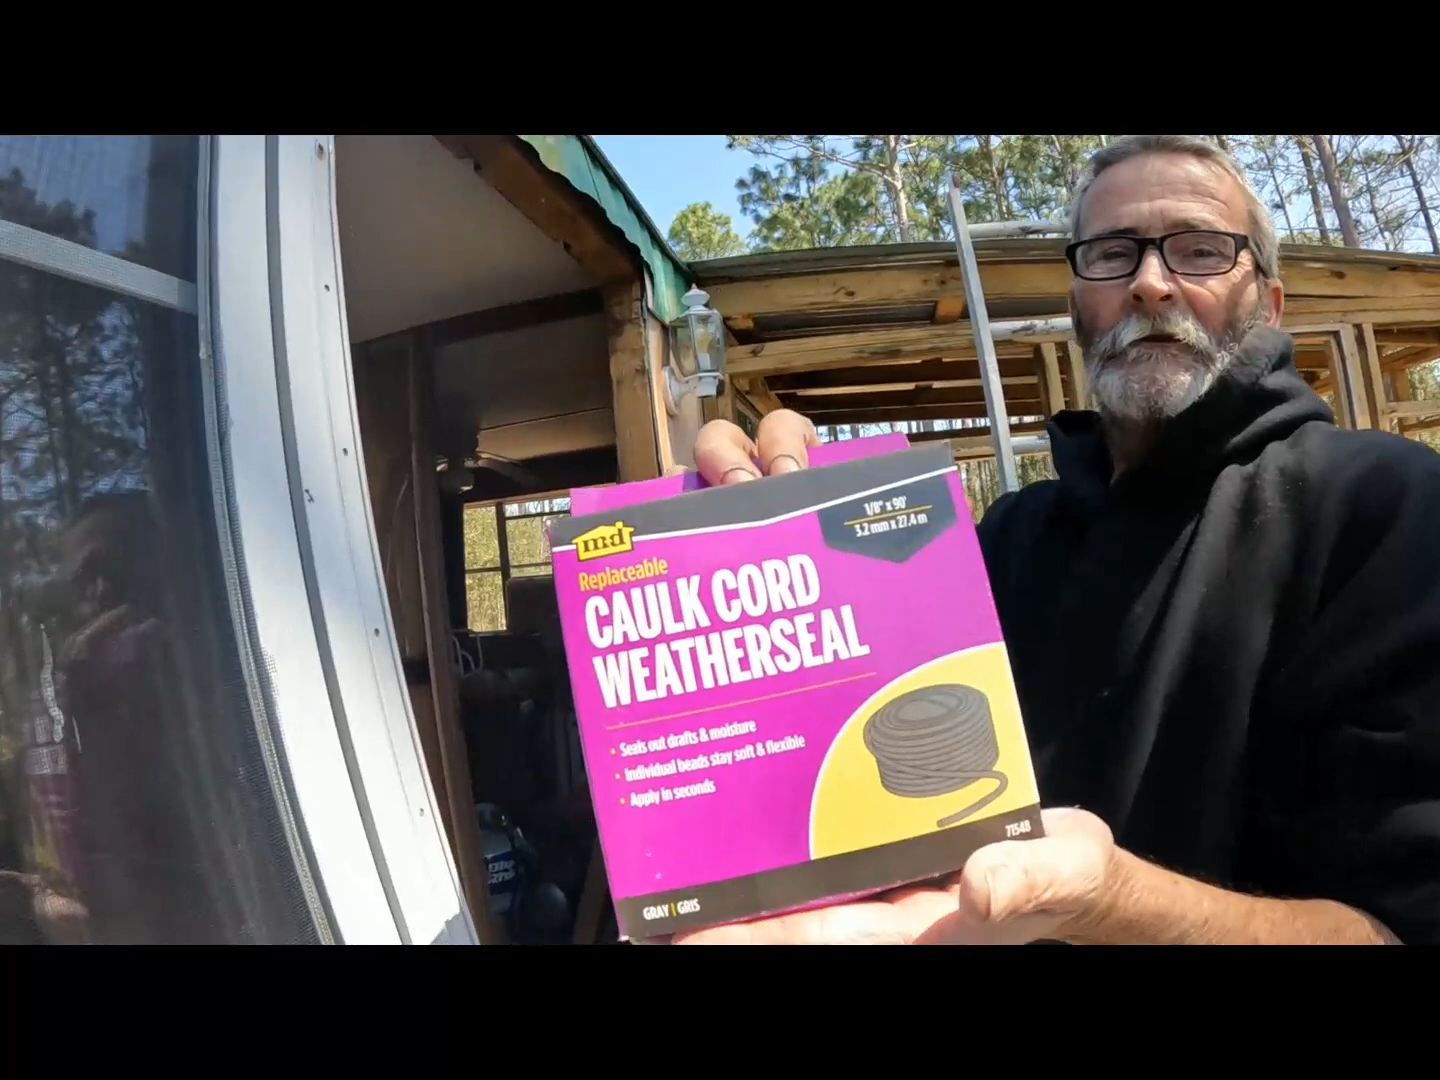 1/8" x 90'
3.2 mm x 27.4 m
m·d
Replaceable
CAULK CORD
WEATHERSEAL
• Seals out drafts & moisture
• Individual beads stay soft & flexible
• Apply in seconds
71548
GRAY | GRIS